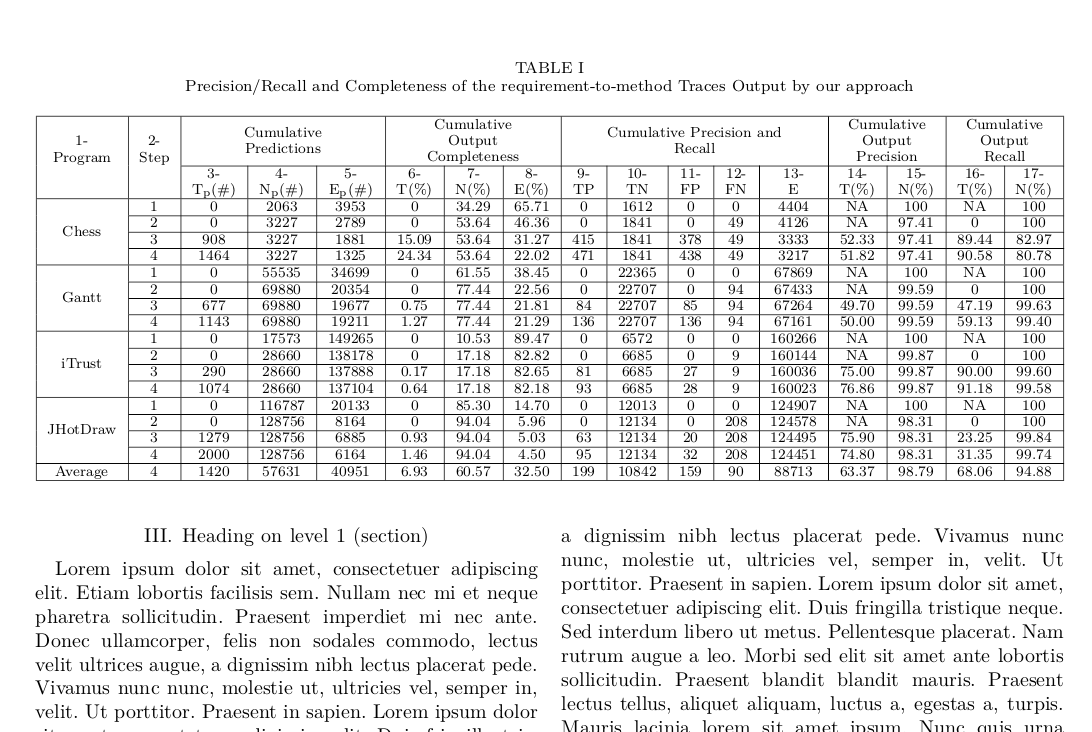 TABLE I
Precision/Recall and Completeness of the requirement-to-method Traces Output by our approach
1-Program 2-Step Cumulative Predictions Cumulative Output Completeness Cumulative Precision and Recall Cumulative Output Precision Cumulative Output Recall
3-Tp(#) 4-Np(#) 5-Ep(#) 6-T(%) 7-N(%) 8-E(%) 9-TP 10-TN 11-FP 12-FN 13-E 14-T(%) 15-N(%) 16-T(%) 17-N(%)
Chess 1 0 2063 3953 0 34.29 65.71 0 1612 0 0 4404 NA 100 NA 100
2 0 3227 2789 0 53.64 46.36 0 1841 0 49 4126 NA 97.41 0 100
3 908 3227 1881 15.09 53.64 31.27 415 1841 378 49 3333 52.33 97.41 89.44 82.97
4 1464 3227 1325 24.34 53.64 22.02 471 1841 438 49 3217 51.82 97.41 90.58 80.78
Gantt 1 0 55535 34699 0 61.55 38.45 0 22365 0 0 67869 NA 100 NA 100
2 0 69880 20354 0 77.44 22.56 0 22707 0 94 67433 NA 99.59 0 100
3 677 69880 19677 0.75 77.44 21.81 84 22707 85 94 67264 49.70 99.59 47.19 99.63
4 1143 69880 19211 1.27 77.44 21.29 136 22707 136 94 67161 50.00 99.59 59.13 99.40
iTrust 1 0 17573 149265 0 10.53 89.47 0 6572 0 0 160266 NA 100 NA 100
2 0 28660 138178 0 17.18 82.82 0 6685 0 9 160144 NA 99.87 0 100
3 290 28660 137888 0.17 17.18 82.65 81 6685 27 9 160036 75.00 99.87 90.00 99.60
4 1074 28660 137104 0.64 17.18 82.18 93 6685 28 9 160023 76.86 99.87 91.18 99.58
JHotDraw 1 0 116787 20133 0 85.30 14.70 0 12013 0 0 124907 NA 100 NA 100
2 0 128756 8164 0 94.04 5.96 0 12134 0 208 124578 NA 98.31 0 100
3 1279 128756 6885 0.93 94.04 5.03 63 12134 20 208 124495 75.90 98.31 23.25 99.84
4 2000 128756 6164 1.46 94.04 4.50 95 12134 32 208 124451 74.80 98.31 31.35 99.74
Average 4 1420 57631 40951 6.93 60.57 32.50 199 10842 159 90 88713 63.37 98.79 68.06 94.88
III. Heading on level 1 (section)
Lorem ipsum dolor sit amet, consectetuer adipiscing
elit. Etiam lobortis facilisis sem. Nullam nec mi et neque
pharetra sollicitudin. Praesent imperdiet mi nec ante.
Donec ullamcorper, felis non sodales commodo, lectus
velit ultrices augue, a dignissim nibh lectus placerat pede.
Vivamus nunc nunc, molestie ut, ultricies vel, semper in,
velit. Ut porttitor. Praesent in sapien. Lorem ipsum dolor
a dignissim nibh lectus placerat pede. Vivamus nunc
nunc, molestie ut, ultricies vel, semper in, velit. Ut
porttitor. Praesent in sapien. Lorem ipsum dolor sit amet,
consectetuer adipiscing elit. Duis fringilla tristique neque.
Sed interdum libero ut metus. Pellentesque placerat. Nam
rutrum augue a leo. Morbi sed elit sit amet ante lobortis
sollicitudin. Praesent blandit blandit mauris. Praesent
lectus tellus, aliquet aliquam, luctus a, egestas a, turpis.
Mauris lacinia lorem sit amet ipsum. Nunc quis urna